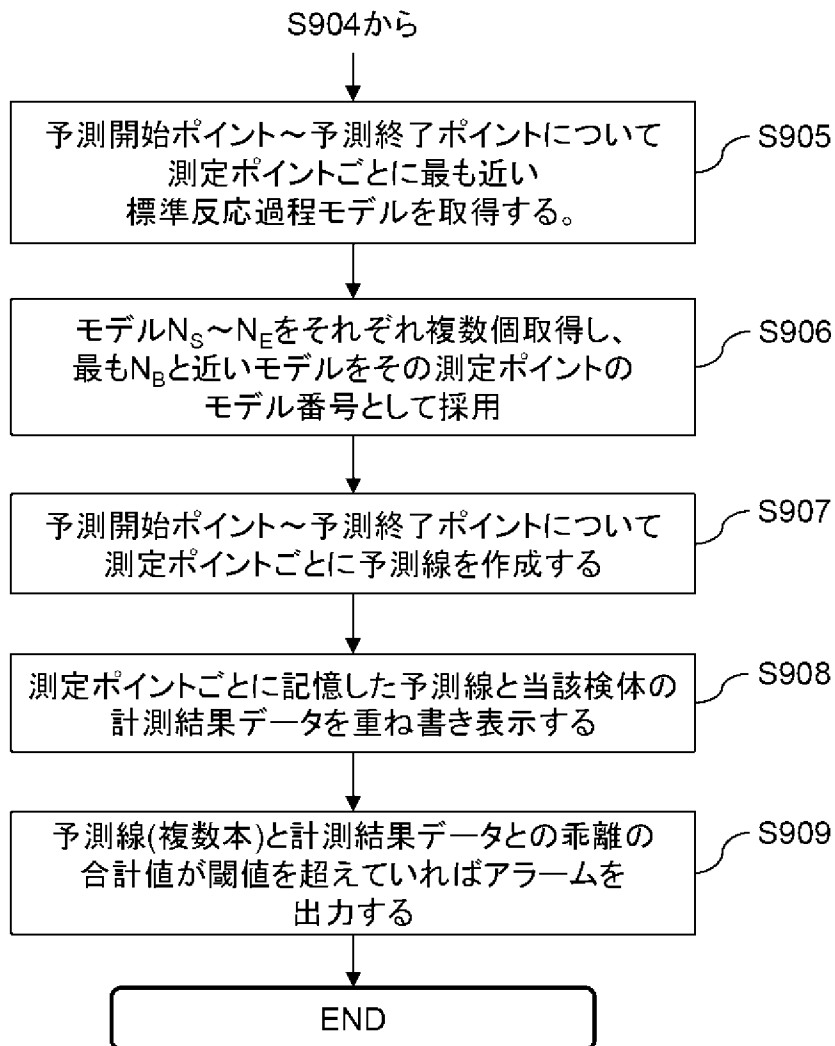 S904から
予測開始ポイント～予測終了ポイントについて
測定ポイントごとに最も近い
標準反応過程モデルを取得する。
S905
モデルNS～NEをそれぞれ複数個取得し、
最もNBと近いモデルをその測定ポイントの
モデル番号として採用
S906
予測開始ポイント～予測終了ポイントについて
測定ポイントごとに予測線を作成する
S907
測定ポイントごとに記憶した予測線と当該検体の
計測結果データを重ね書き表示する
S908
予測線(複数本)と計測結果データとの乖離の
合計値が閾値を超えていればアラームを
出力する
S909
END